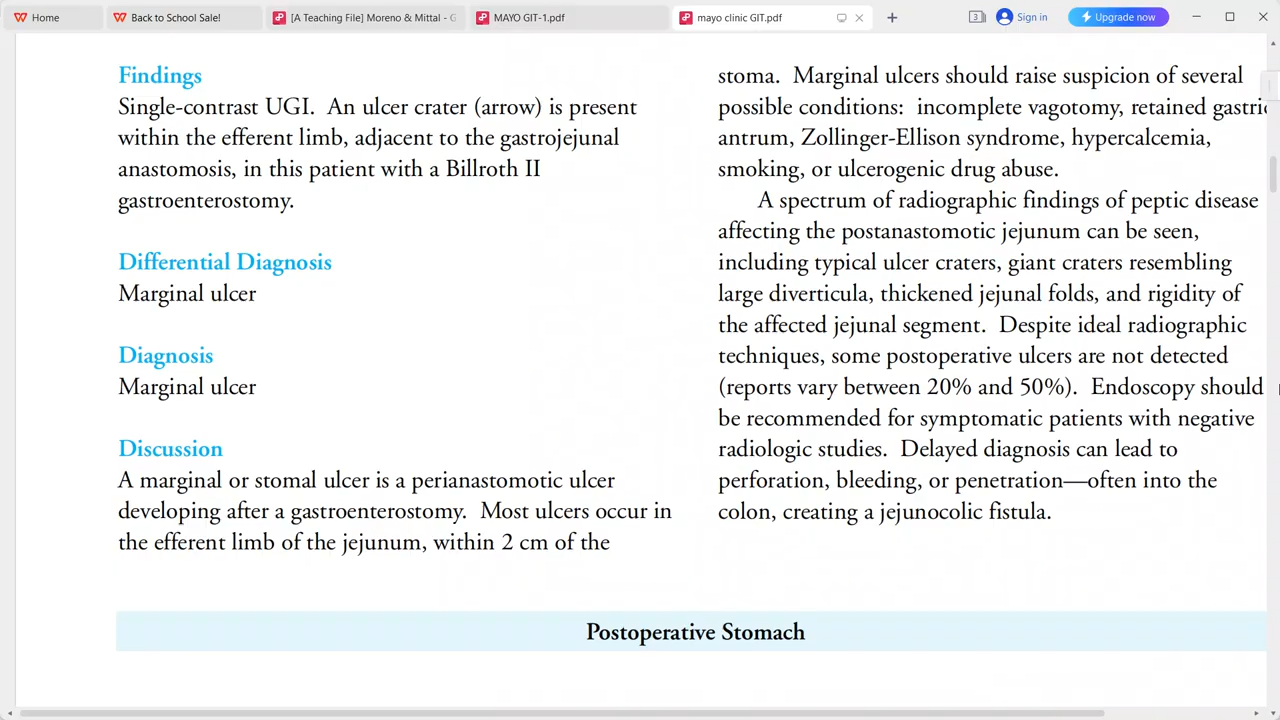 Home
Back to School Sale!
[A Teaching File] Moreno & Mittal - G
MAYO GIT-1.pdf
mayo clinic GIT.pdf
3
Sign in
Upgrade now
Findings
Single-contrast UGI. An ulcer crater (arrow) is present
within the efferent limb, adjacent to the gastrojejunal
anastomosis, in this patient with a Billroth II
gastroenterostomy.
Differential Diagnosis
Marginal ulcer
Diagnosis
Marginal ulcer
Discussion
A marginal or stomal ulcer is a perianastomotic ulcer
developing after a gastroenterostomy. Most ulcers occur in
the efferent limb of the jejunum, within 2 cm of the
stoma. Marginal ulcers should raise suspicion of several
possible conditions: incomplete vagotomy, retained gastric
antrum, Zollinger-Ellison syndrome, hypercalcemia,
smoking, or ulcerogenic drug abuse.
A spectrum of radiographic findings of peptic disease
affecting the postanastomotic jejunum can be seen,
including typical ulcer craters, giant craters resembling
large diverticula, thickened jejunal folds, and rigidity of
the affected jejunal segment. Despite ideal radiographic
techniques, some postoperative ulcers are not detected
(reports vary between 20% and 50%). Endoscopy should
be recommended for symptomatic patients with negative
radiologic studies. Delayed diagnosis can lead to
perforation, bleeding, or penetration—often into the
colon, creating a jejunocolic fistula.
Postoperative Stomach